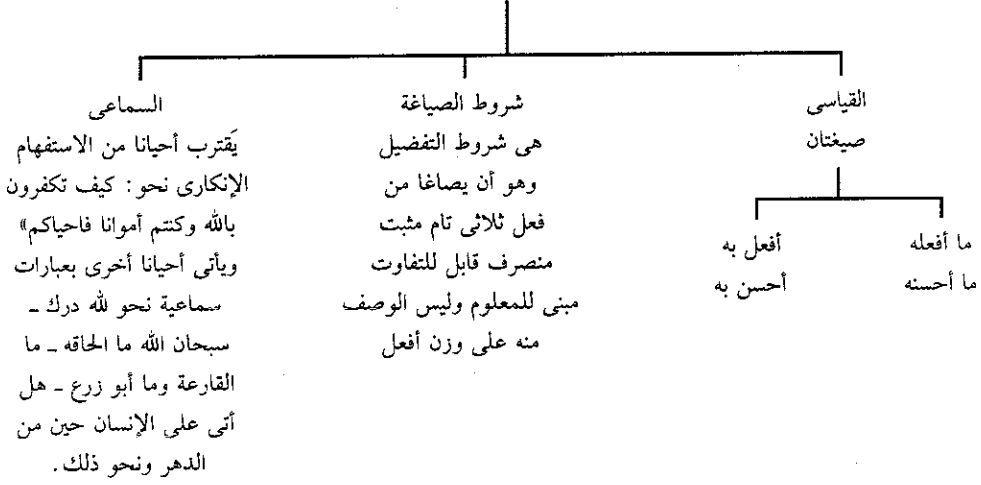 القياسى
صيغتان
ما أفعله
ما أحسنه
أفعل به
أحسن به
شروط الصياغة
هى شروط التفضيل
وهو أن يصاغا من
فعل ثلاثى تام مثبت
منصرف قابل للتفاوت
مبنى للمعلوم وليس الوصف
منه على وزن أفعل
السماعى
يَقترب أحيانا من الاستفهام
الإنكارى نحو : كيف تكفرون
بالله وكنتم أموانا فاحياكم»
ويأتى أحيانا أخرى بعبارات
سماعية نحو لله درك ـ
سبحان الله ما الحاقه ـ ما
القارعة وما أبو زرع ـ هل
أتى على الإنسان حين من
الدهر ونحو ذلك .